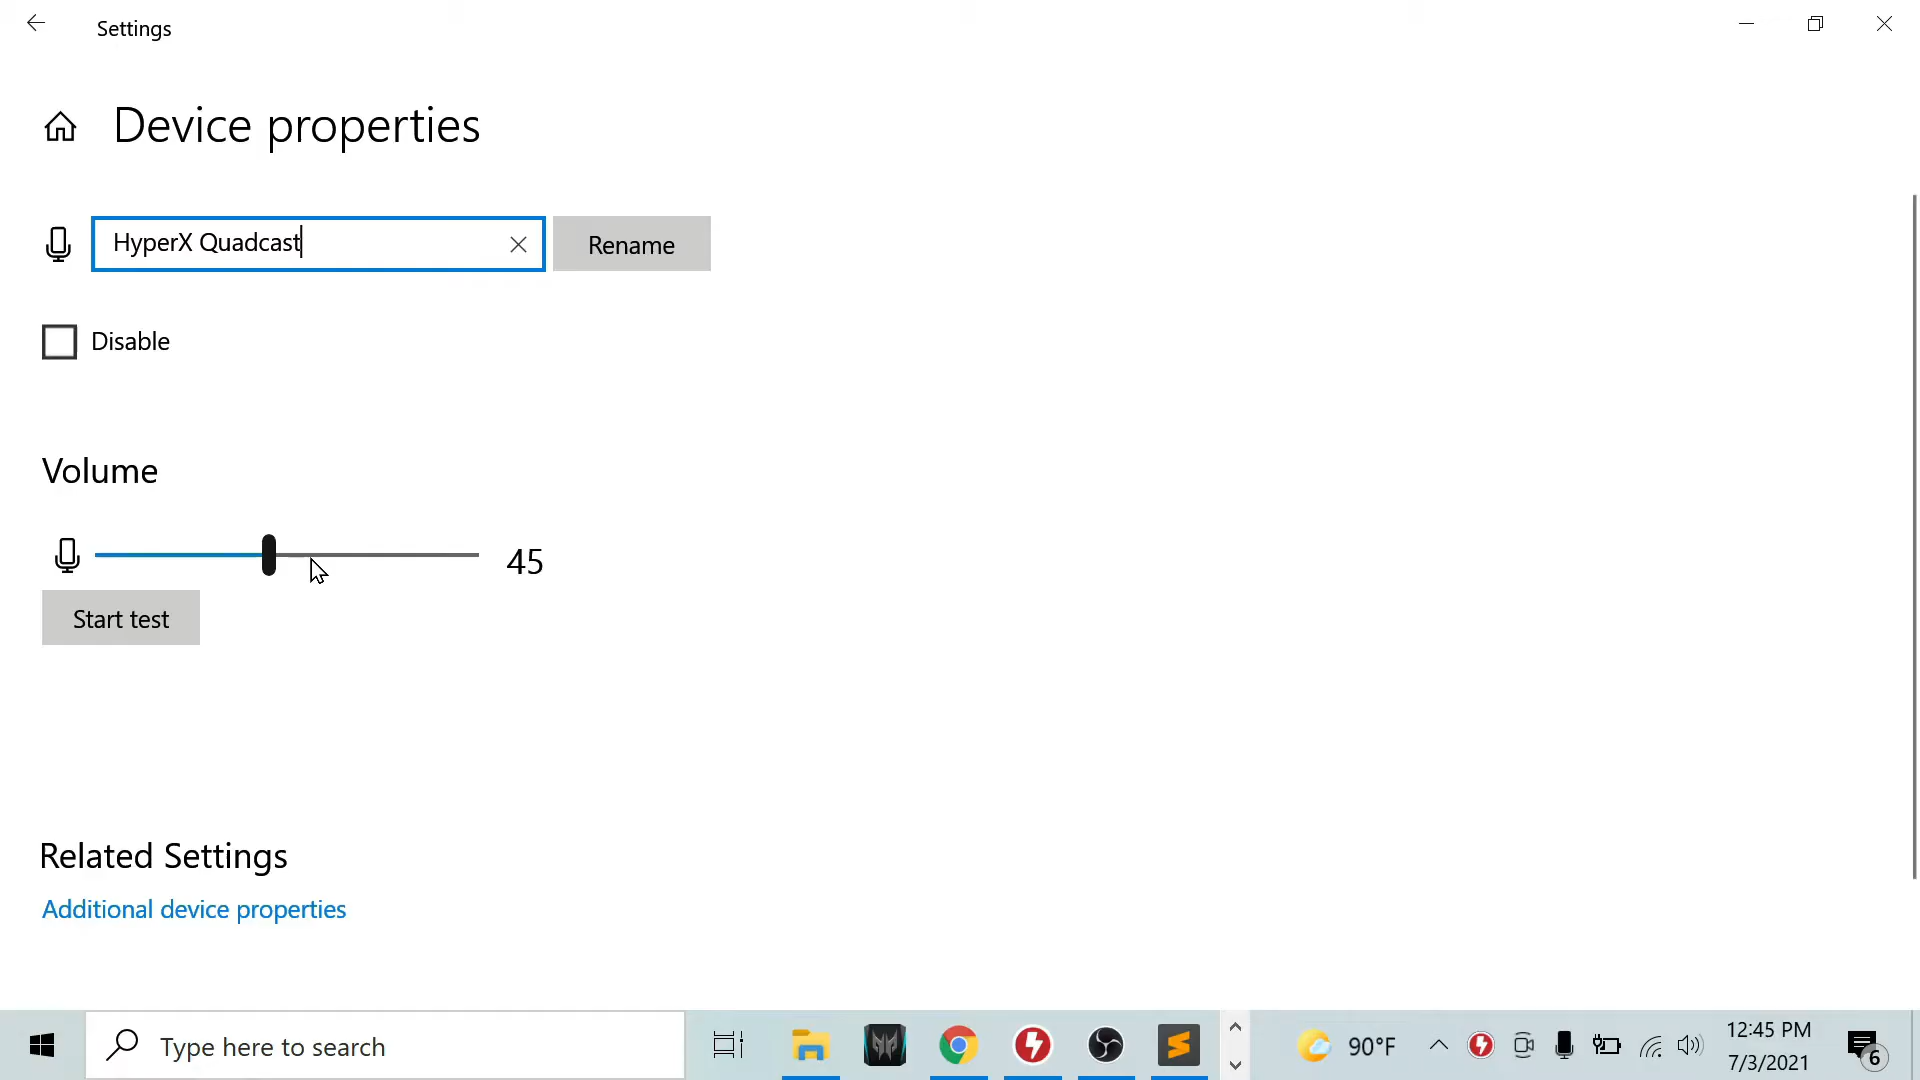 Settings
Device properties
HyperX Quadcast
Rename
Disable
Volume
45
Start test
Related Settings
Additional device properties
Type here to search
90°F
12:45 PM
7/3/2021
6